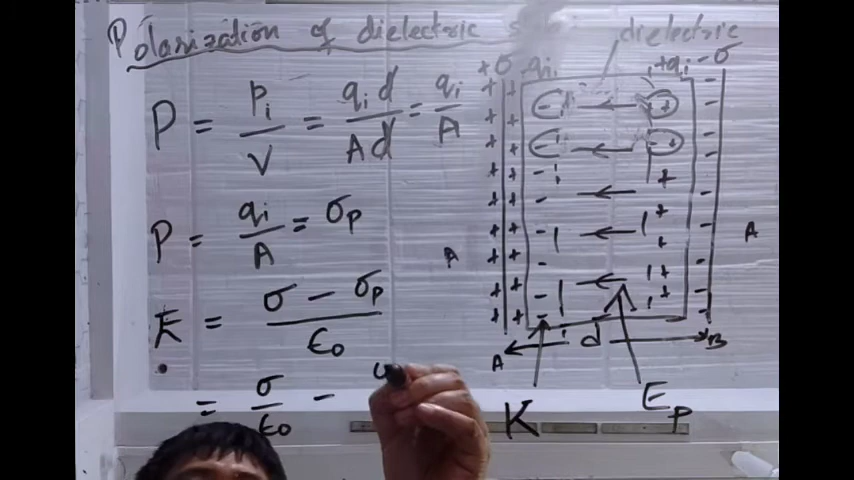 Polarization of dielectric
dielectric
+σ -qi +qi -σ
P = pi / V = qi d / A d = qi / A
P = qi / A = σP
E = σ - σP / ε0
= σ / ε0 -
A A
A d B
K EP